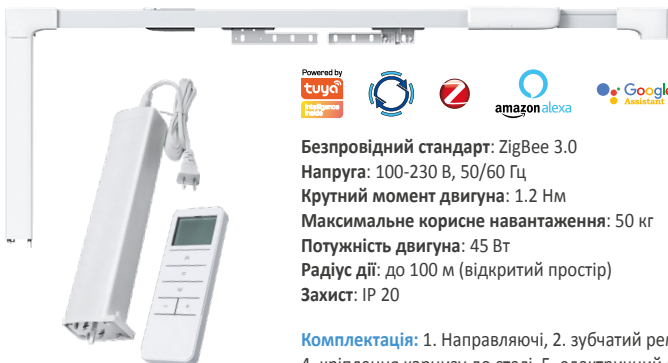 Powered by
tuya
Intelligence
Inside
amazon alexa
Google
Assistant
Безпровідний стандарт: ZigBee 3.0
Напруга: 100-230 В, 50/60 Гц
Крутний момент двигуна: 1.2 Нм
Максимальне корисне навантаження: 50 кг
Потужність двигуна: 45 Вт
Радіус дії: до 100 м (відкритий простір)
Захист: IP 20
Комплектація: 1. Направляючі, 2. зубчатий
4. кріплення карнизу до стелі, 5. електричний